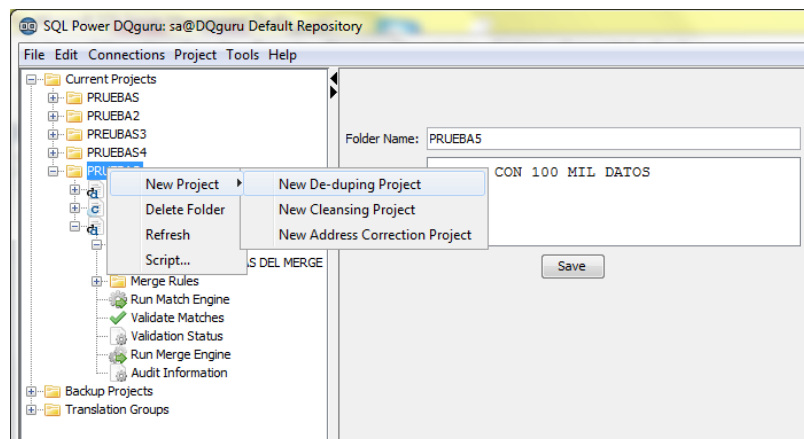 SQL Power DQguru: sa@DQguru Default Repository
File Edit Connections Project Tools Help
Current Projects
PRUEBAS
PRUEBA2
PREUBAS3
PRUEBAS4
New Project
Delete Folder
Refresh
Script...
New De-duping Project
New Cleansing Project
New Address Correction Project
DEL MERGE
Merge Rules
Run Match Engine
Validate Matches
Validation Status
Run Merge Engine
Audit Information
Backup Projects
Translation Groups
Folder Name: PRUEBA5
CON 100 MIL DATOS
Save